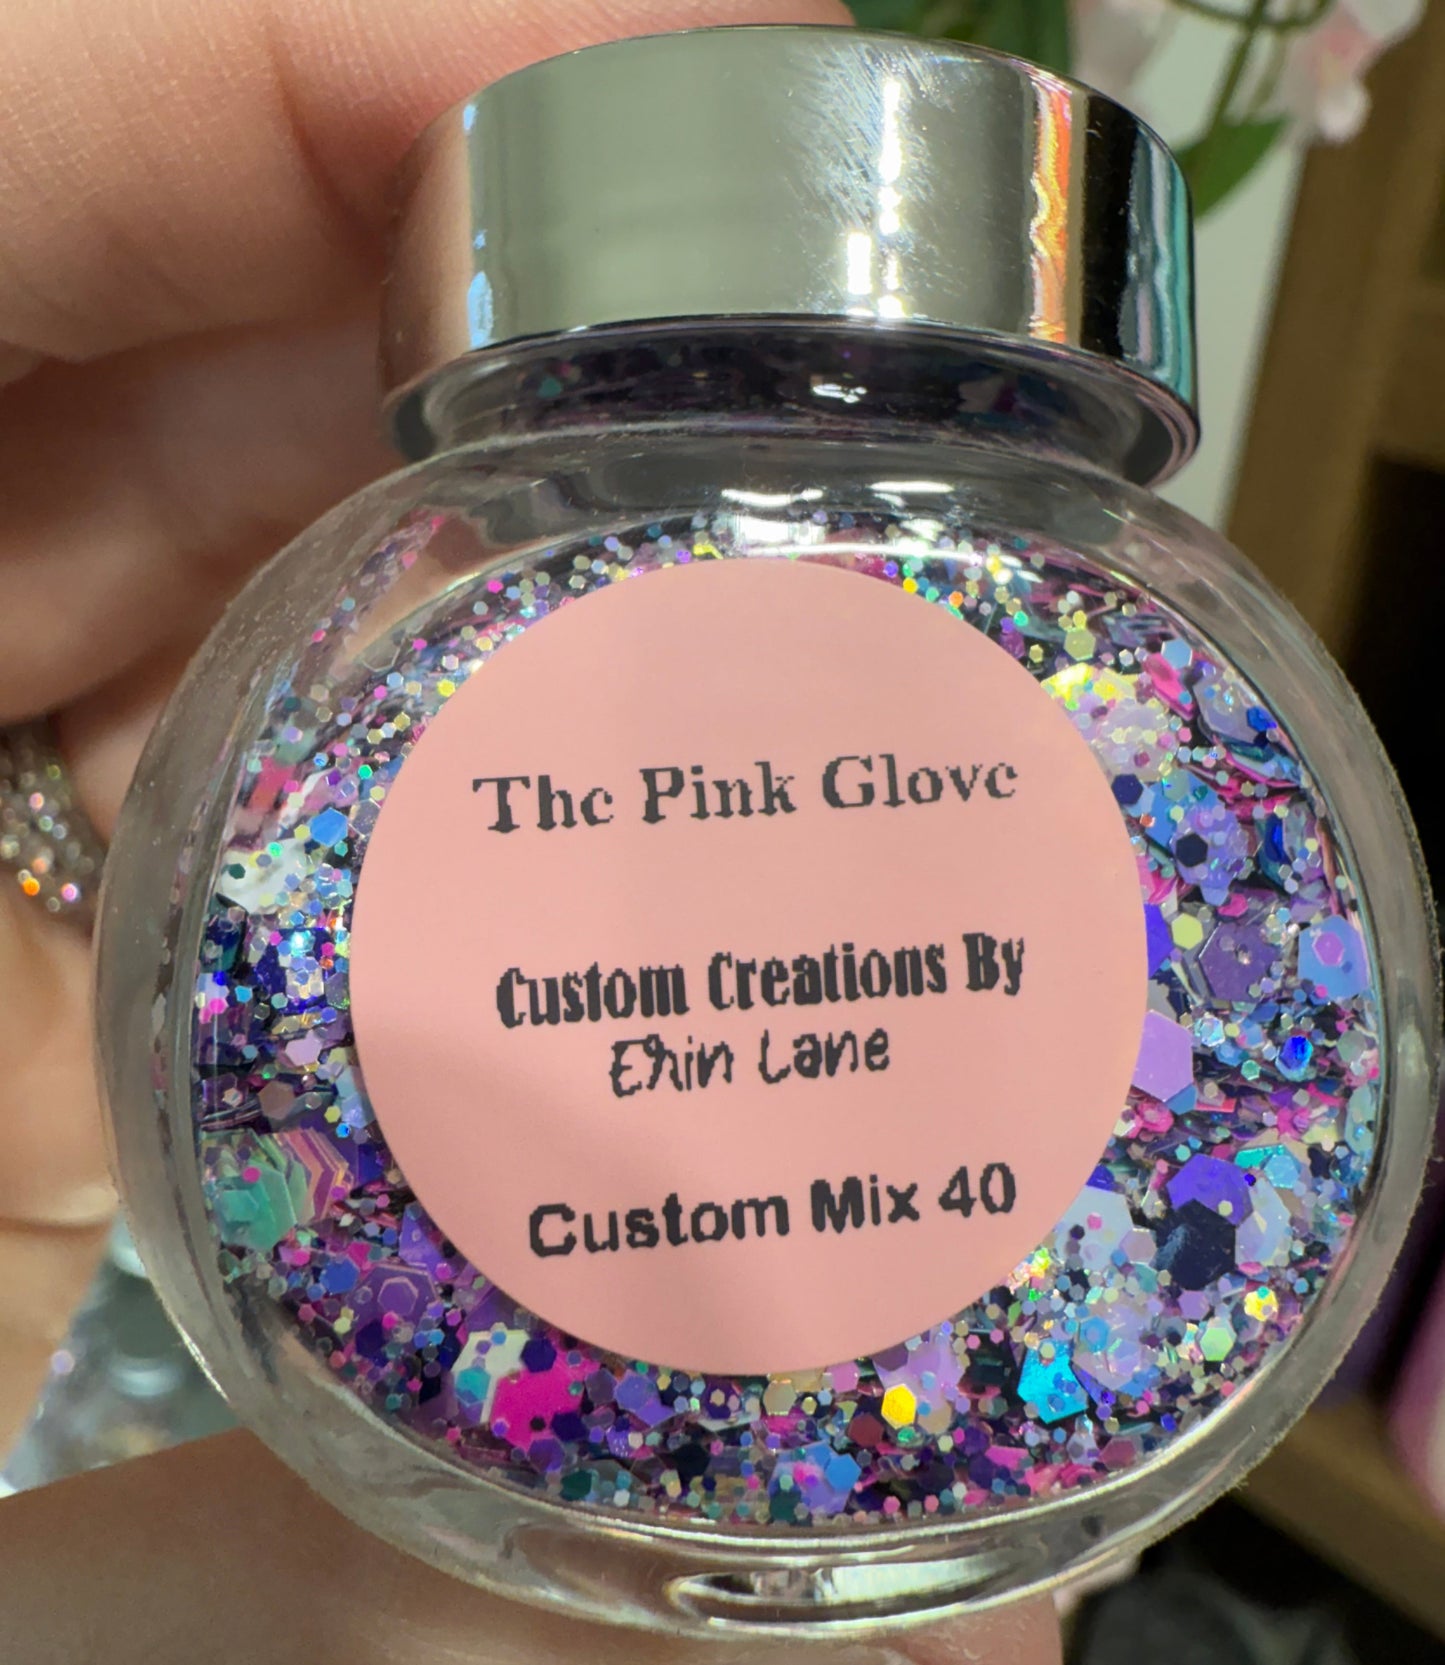 The Pink Glove
Custom Creations By
Erin Lane
Custom Mix 40